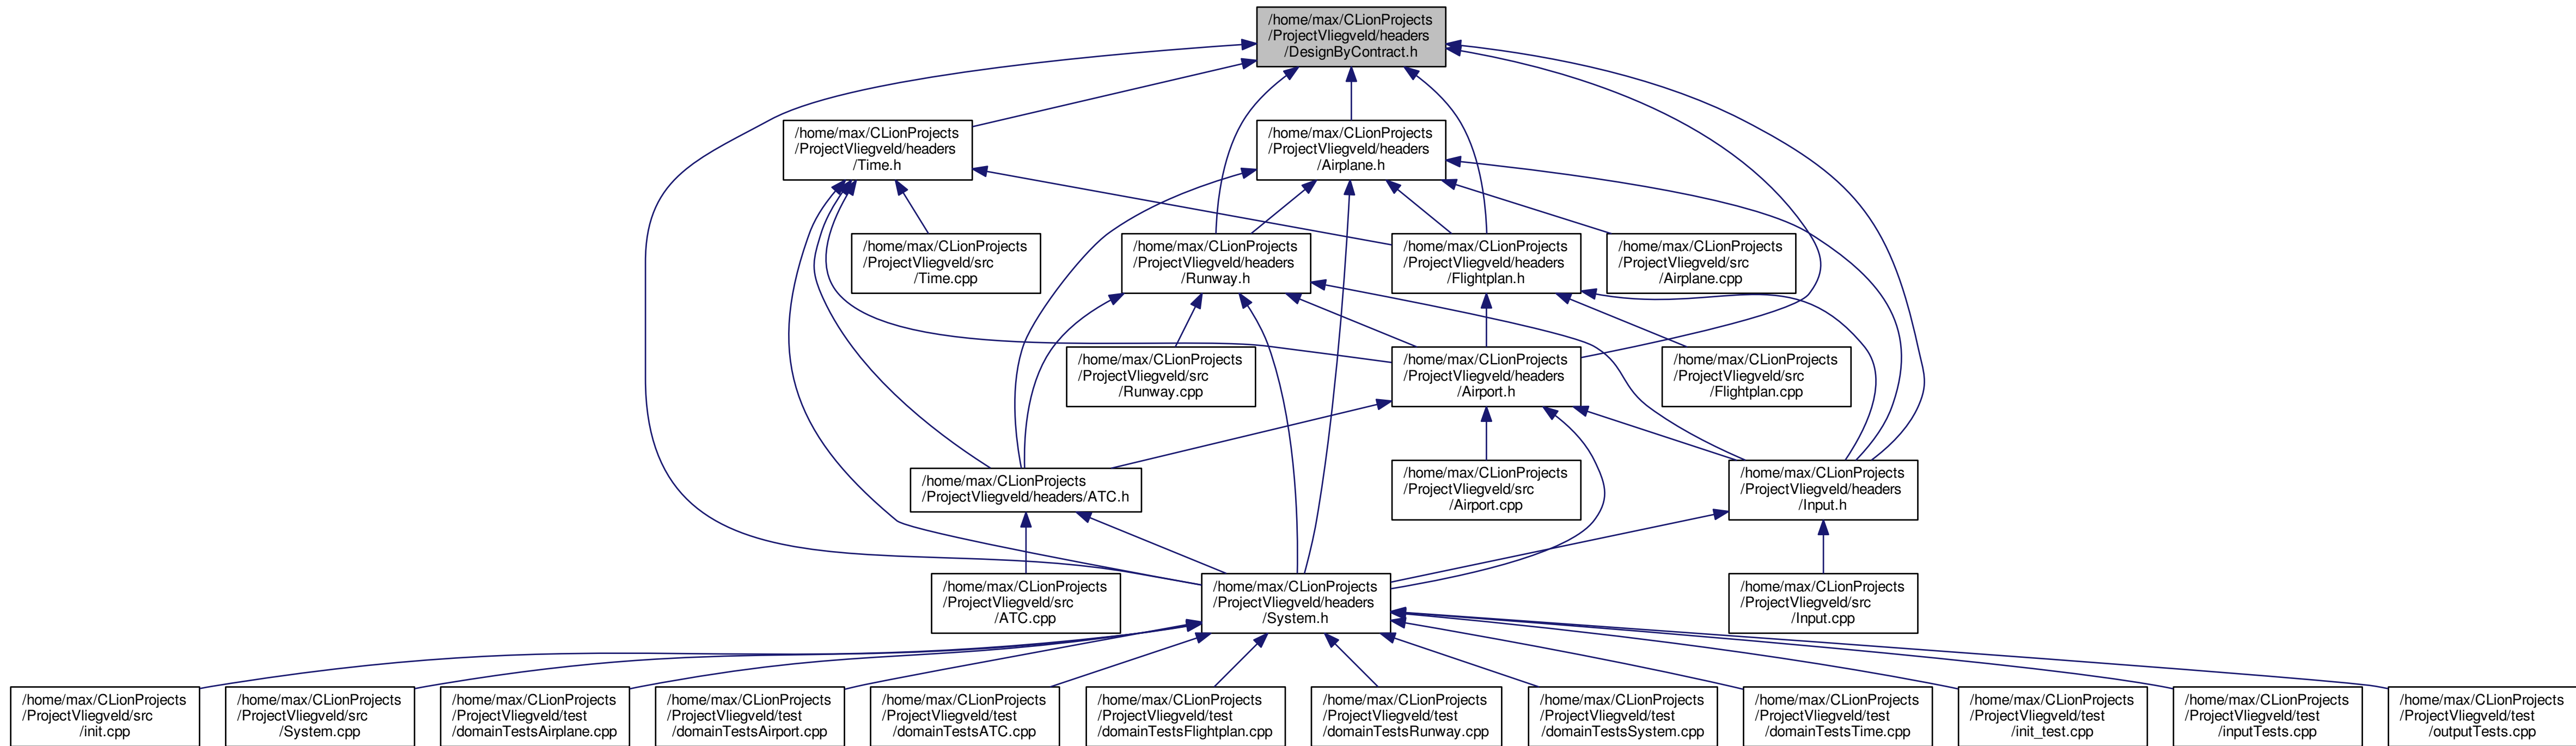 /home/max/CLionProjects
/ProjectVliegveld/headers
/DesignByContract.h
/home/max/CLionProjects
/ProjectVliegveld/headers
/Time.h
/home/max/CLionProjects
/ProjectVliegveld/headers
/Airplane.h
/home/max/CLionProjects
/ProjectVliegveld/src
/Time.cpp
/home/max/CLionProjects
/ProjectVliegveld/headers
/Runway.h
/home/max/CLionProjects
/ProjectVliegveld/headers
/Flightplan.h
/home/max/CLionProjects
/ProjectVliegveld/src
/Airplane.cpp
/home/max/CLionProjects
/ProjectVliegveld/src
/Runway.cpp
/home/max/CLionProjects
/ProjectVliegveld/headers
/Airport.h
/home/max/CLionProjects
/ProjectVliegveld/src
/Flightplan.cpp
/home/max/CLionProjects
/ProjectVliegveld/headers/ATC.h
/home/max/CLionProjects
/ProjectVliegveld/src
/Airport.cpp
/home/max/CLionProjects
/ProjectVliegveld/headers
/Input.h
/home/max/CLionProjects
/ProjectVliegveld/src
/ATC.cpp
/home/max/CLionProjects
/ProjectVliegveld/headers
/System.h
/home/max/CLionProjects
/ProjectVliegveld/src
/Input.cpp
/home/max/CLionProjects
/ProjectVliegveld/src
/init.cpp
/home/max/CLionProjects
/ProjectVliegveld/src
/System.cpp
/home/max/CLionProjects
/ProjectVliegveld/test
/domainTestsAirplane.cpp
/home/max/CLionProjects
/ProjectVliegveld/test
/domainTestsAirport.cpp
/home/max/CLionProjects
/ProjectVliegveld/test
/domainTestsATC.cpp
/home/max/CLionProjects
/ProjectVliegveld/test
/domainTestsFlightplan.cpp
/home/max/CLionProjects
/ProjectVliegveld/test
/domainTestsRunway.cpp
/home/max/CLionProjects
/ProjectVliegveld/test
/domainTestsSystem.cpp
/home/max/CLionProjects
/ProjectVliegveld/test
/domainTestsTime.cpp
/home/max/CLionProjects
/ProjectVliegveld/test
/init_test.cpp
/home/max/CLionProjects
/ProjectVliegveld/test
/inputTests.cpp
/home/max/CLionProjects
/ProjectVliegveld/test
/outputTests.cpp